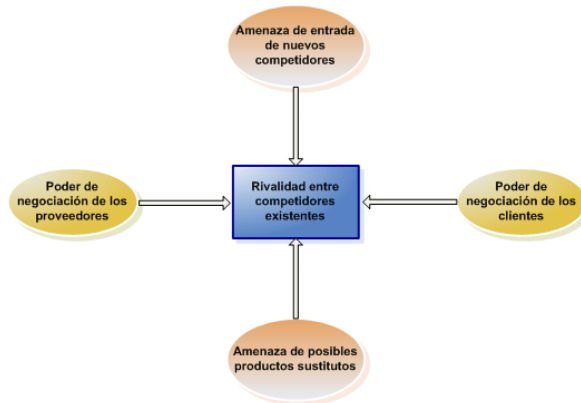 Amenaza de entrada
de nuevos
competidores
Poder de
negociación de los
proveedores
Rivalidad entre
competidores
existentes
Poder de
negociación de los
clientes
Amenaza de posibles
productos sustitutos